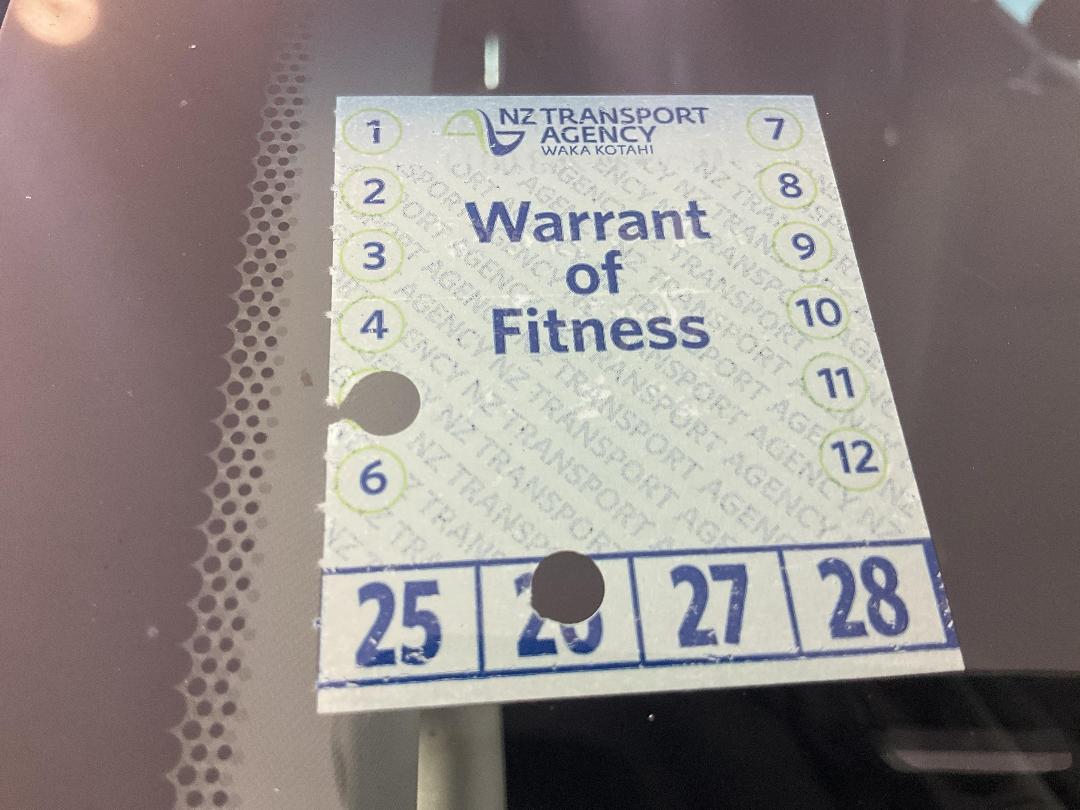 NZ TRANSPORT
AGENCY
WAKA KOTAHI
Warrant
of
Fitness
1
2
3
4
6
7
8
9
10
11
12
25 26 27 28